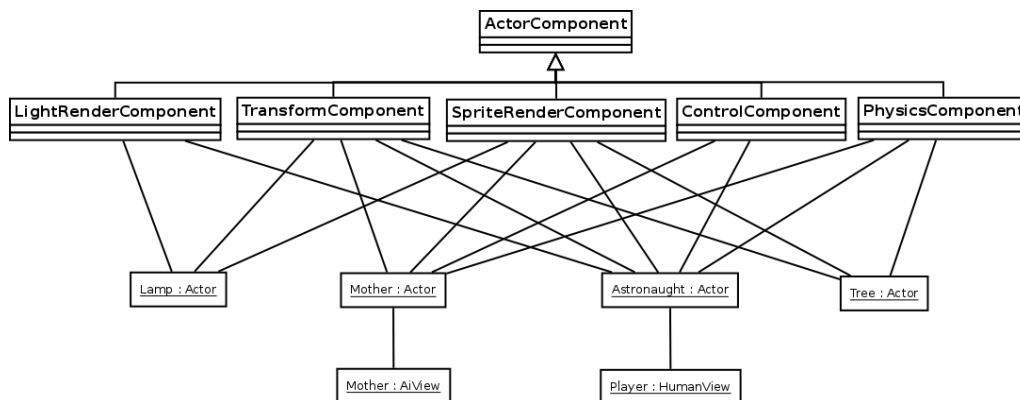 ActorComponent
LightRenderComponent
TransformComponent
SpriteRenderComponent
ControlComponent
PhysicsComponent
Lamp : Actor
Mother : Actor
Astronaught : Actor
Tree : Actor
Mother : AiView
Player : HumanView